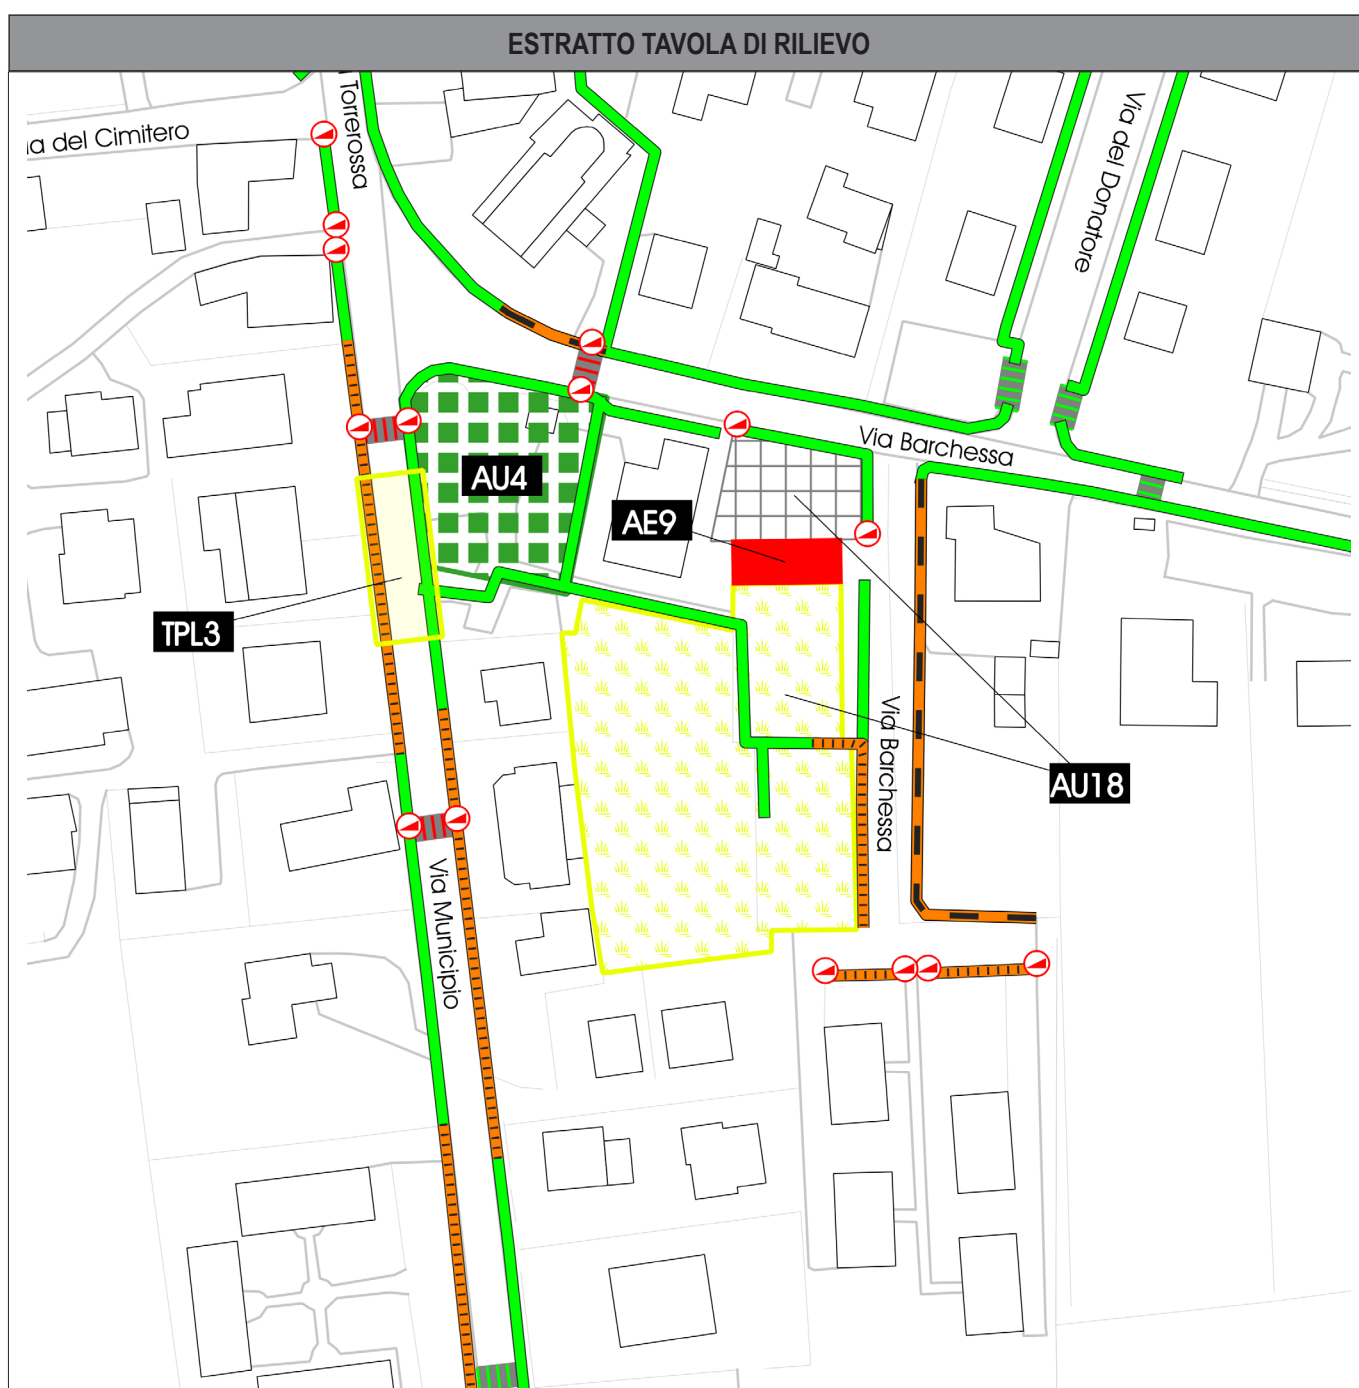 ESTRATTO TAVOLA DI RILIEVO
Torrerossa
del Cimitero
Via del Donatore
Via Barchessa
AU4
AE9
TPL3
Via Barchessa
AU18
Via Municipio